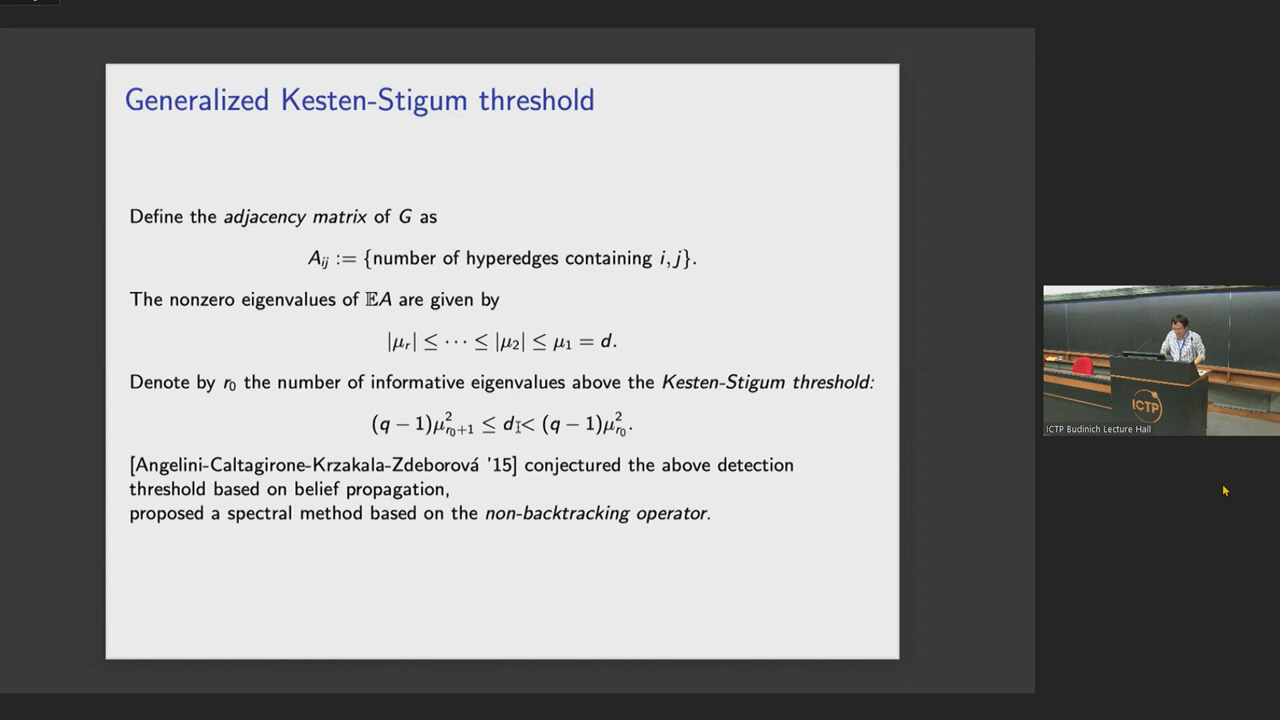 Generalized Kesten-Stigum threshold
Define the adjacency matrix of G as
A_{ij} := {number of hyperedges containing i, j}.
The nonzero eigenvalues of 𝔼A are given by
|μ_r| ≤ ⋯ ≤ |μ_2| ≤ μ_1 = d.
Denote by r_0 the number of informative eigenvalues above the Kesten-Stigum threshold:
(q − 1)μ²_{r_0+1} ≤ d < (q − 1)μ²_{r_0}.
[Angelini-Caltagirone-Krzakala-Zdeborová '15] conjectured the above detection
threshold based on belief propagation,
proposed a spectral method based on the non-backtracking operator.
ICTP
ICTP Budinich Lecture Hall